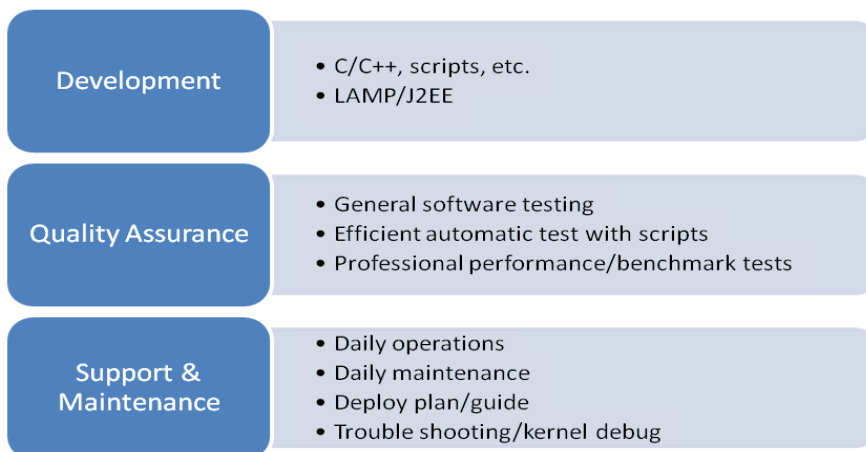 Development
• C/C++, scripts, etc.
• LAMP/J2EE
Quality Assurance
• General software testing
• Efficient automatic test with scripts
• Professional performance/benchmark tests
Support &
Maintenance
• Daily operations
• Daily maintenance
• Deploy plan/guide
• Trouble shooting/kernel debug